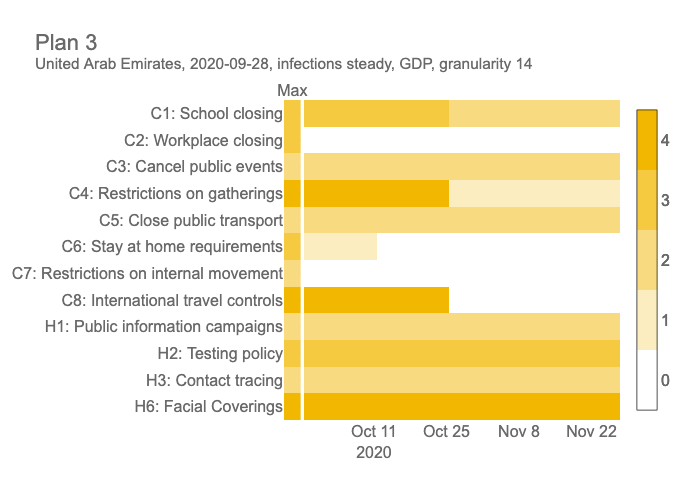 Plan 3
United Arab Emirates, 2020-09-28, infections steady, GDP, granularity 14
Max
C1: School closing
C2: Workplace closing
C3: Cancel public events
C4: Restrictions on gatherings
C5: Close public transport
C6: Stay at home requirements
C7: Restrictions on internal movement
C8: International travel controls
H1: Public information campaigns
H2: Testing policy
H3: Contact tracing
H6: Facial Coverings
Oct 11 Oct 25 Nov 8 Nov 22
2020
4
3
2
1
0